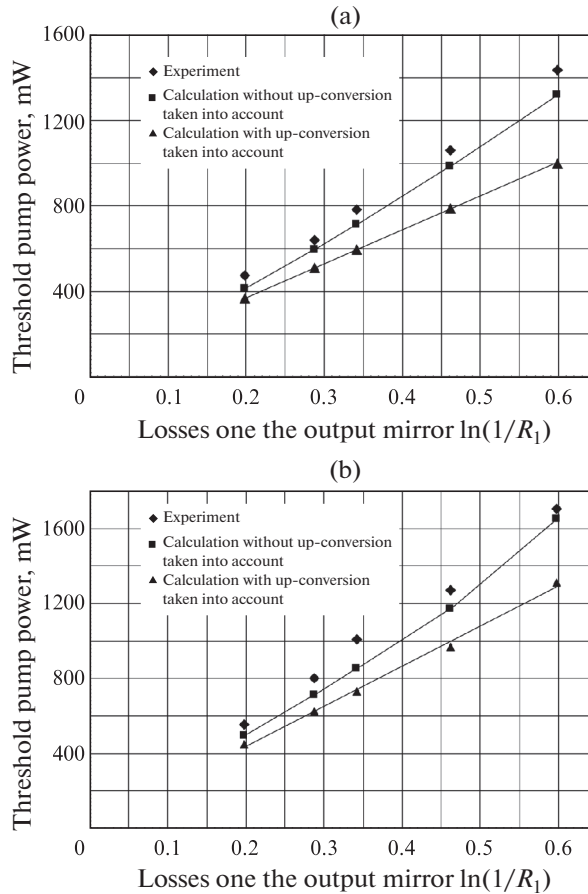 (a)
1600
1200
800
400
0
0.1
0.2
0.3
0.4
0.5
0.6
Threshold pump power, mW
Experiment
Calculation without up-conversion
taken into account
Calculation with up-conversion
taken into account
Losses one the output mirror ln(1/R1)
(b)
1600
1200
800
400
0
0.1
0.2
0.3
0.4
0.5
0.6
Threshold pump power, mW
Experiment
Calculation without up-conversion
taken into account
Calculation with up-conversion
taken into account
Losses one the output mirror ln(1/R1)